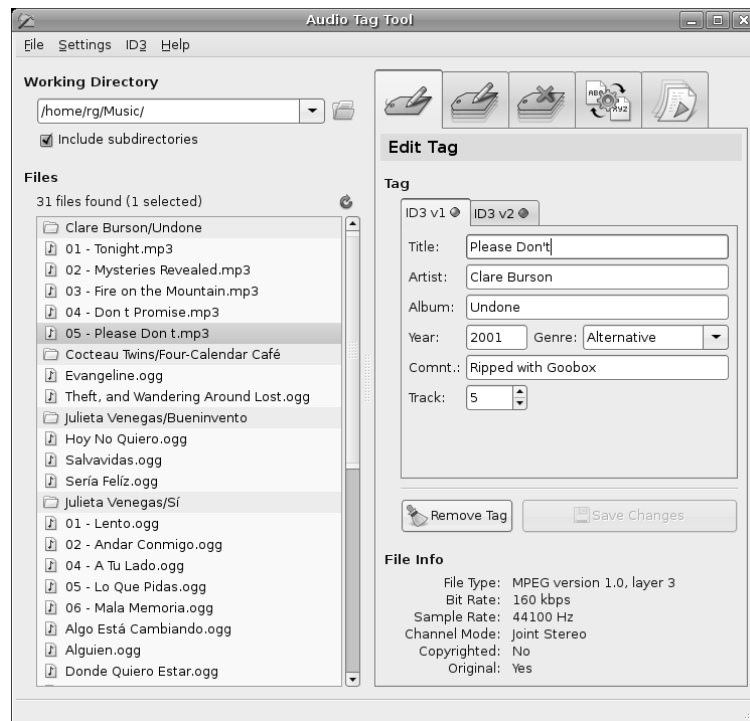 Audio Tag Tool
File Settings ID3 Help
Working Directory
/home/rg/Music/
Include subdirectories
Files
31 files found (1 selected)
Clare Burson/Undone
01 - Tonight.mp3
02 - Mysteries Revealed.mp3
03 - Fire on the Mountain.mp3
04 - Don t Promise.mp3
05 - Please Don t.mp3
Cocteau Twins/Four-Calendar Café
Evangeline.ogg
Theft, and Wandering Around Lost.ogg
Julieta Venegas/Bueninvento
Hoy No Quiero.ogg
Salvavidas.ogg
Sería Felíz.ogg
Julieta Venegas/Sí
01 - Lento.ogg
02 - Andar Conmigo.ogg
04 - A Tu Lado.ogg
05 - Lo Que Pidas.ogg
06 - Mala Memoria.ogg
Algo Está Cambiando.ogg
Alguien.ogg
Donde Quiero Estar.ogg
ABC XYZ
Edit Tag
Tag
ID3 v1 ID3 v2
Title: Please Don't
Artist: Clare Burson
Album: Undone
Year: 2001 Genre: Alternative
Comnt.: Ripped with Goobox
Track: 5
Remove Tag Save Changes
File Info
File Type: MPEG version 1.0, layer 3
Bit Rate: 160 kbps
Sample Rate: 44100 Hz
Channel Mode: Joint Stereo
Copyrighted: No
Original: Yes